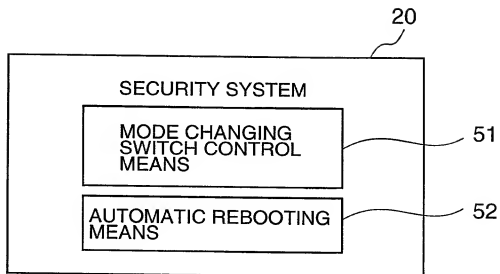 20
SECURITY SYSTEM
MODE CHANGING
SWITCH CONTROL
MEANS
51
AUTOMATIC REBOOTING
MEANS
52